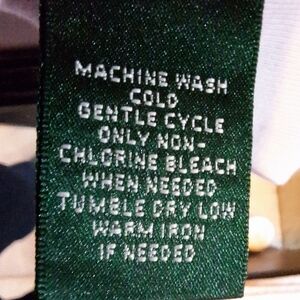 MACHINE WASH
COLD
GENTLE CYCLE
ONLY NON-
CHLORINE BLEACH
WHEN NEEDED
TUMBLE DRY LOW
WARM IRON
IF NEEDED